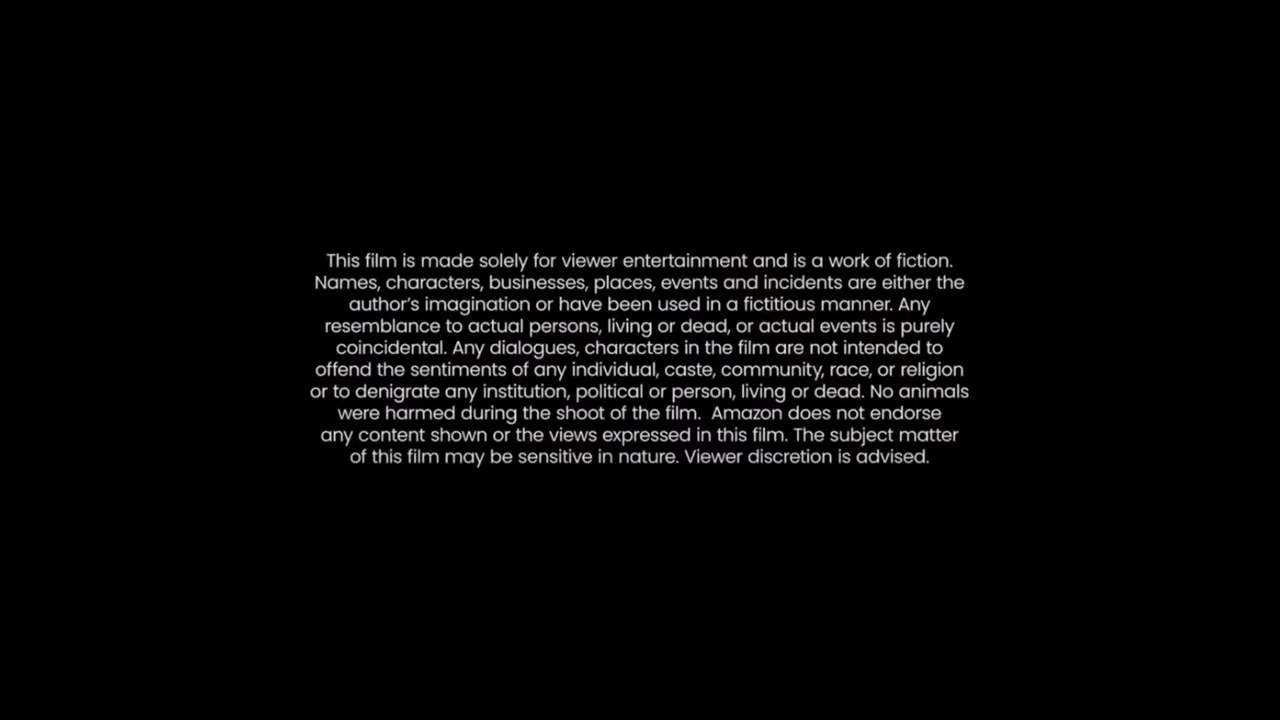 This film is made solely for viewer entertainment and is a work of fiction.
Names, characters, businesses, places, events and incidents are either the
author's imagination or have been used in a fictitious manner. Any
resemblance to actual persons, living or dead, or actual events is purely
coincidental. Any dialogues, characters in the film are not intended to
offend the sentiments of any individual, caste, community, race, or religion
or to denigrate any institution, political or person, living or dead. No animals
were harmed during the shoot of the film.  Amazon does not endorse
any content shown or the views expressed in this film. The subject matter
of this film may be sensitive in nature. Viewer discretion is advised.